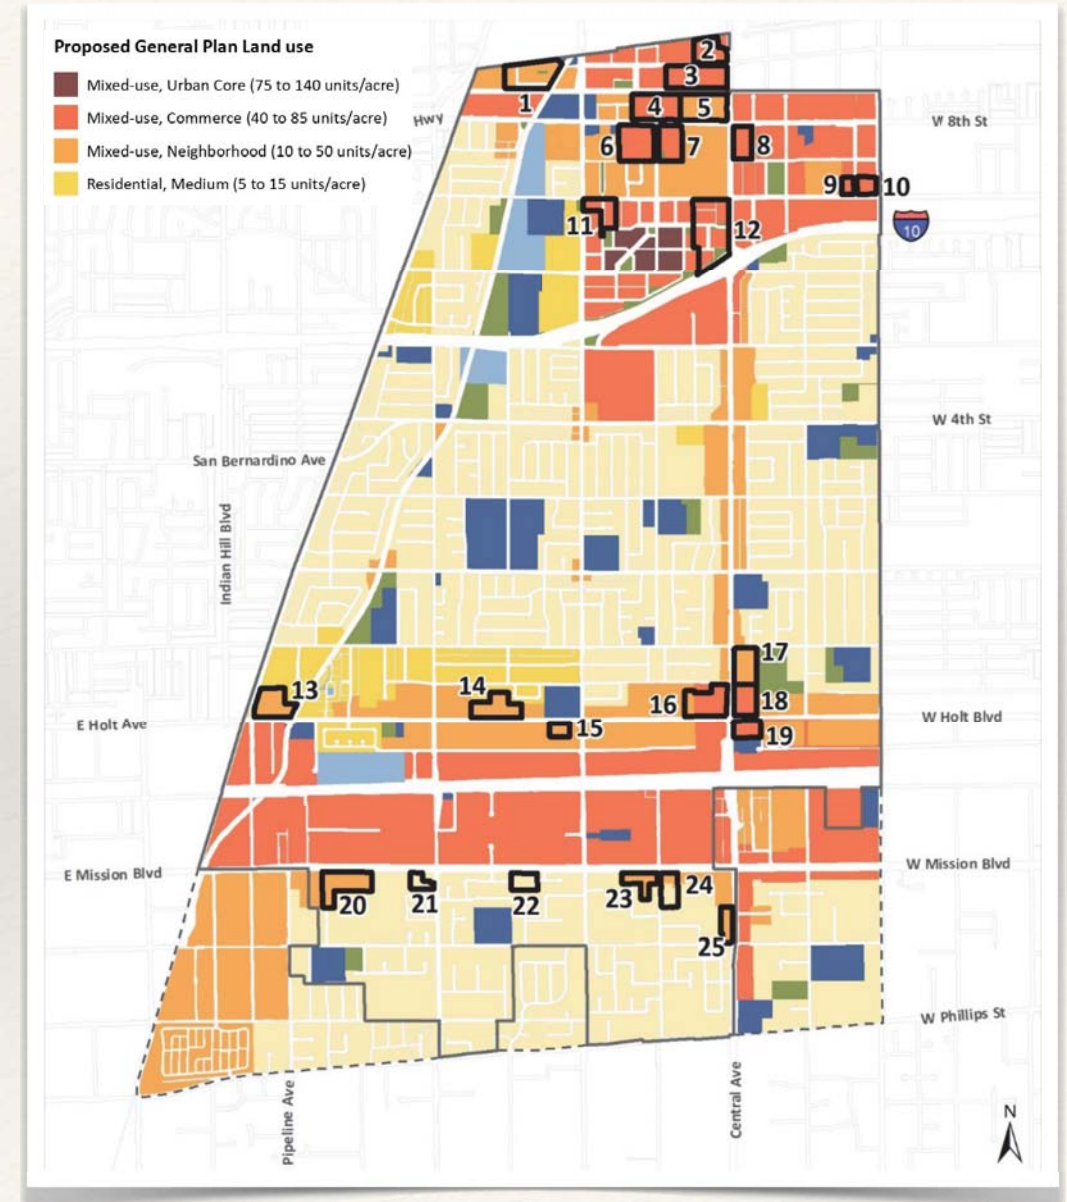 Proposed General Plan Land use
Mixed-use, Urban Core (75 to 140 units/acre)
Mixed-use, Commerce (40 to 85 units/acre)
Mixed-use, Neighborhood (10 to 50 units/acre)
Residential, Medium (5 to 15 units/acre)
Hwy
W 8th St
1
2
3
4
5
6
7
8
9
10
10
11
12
W 4th St
San Bernardino Ave
Indian Hill Blvd
17
13
14
16
18
E Holt Ave
15
19
W Holt Blvd
E Mission Blvd
W Mission Blvd
20
21
22
23
24
25
W Phillips St
Pipeline Ave
Central Ave
N